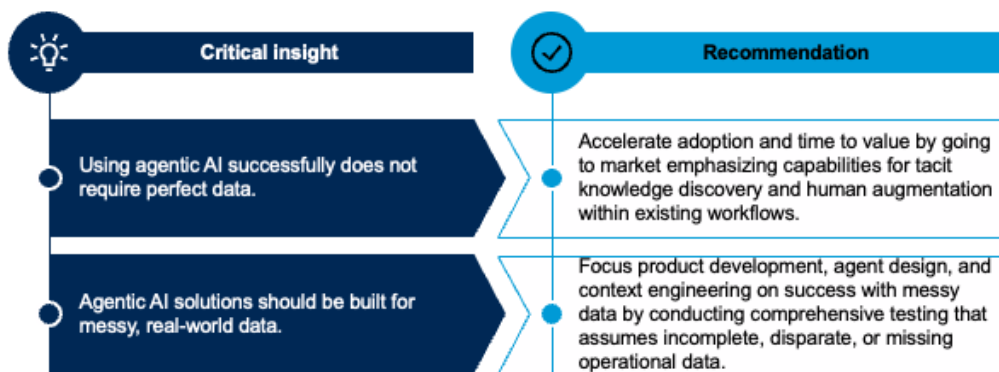 Critical insight
Recommendation
Using agentic AI successfully does not
require perfect data.
Accelerate adoption and time to value by going
to market emphasizing capabilities for tacit
knowledge discovery and human augmentation
within existing workflows.
Agentic AI solutions should be built for
messy, real-world data.
Focus product development, agent design, and
context engineering on success with messy
data by conducting comprehensive testing that
assumes incomplete, disparate, or missing
operational data.